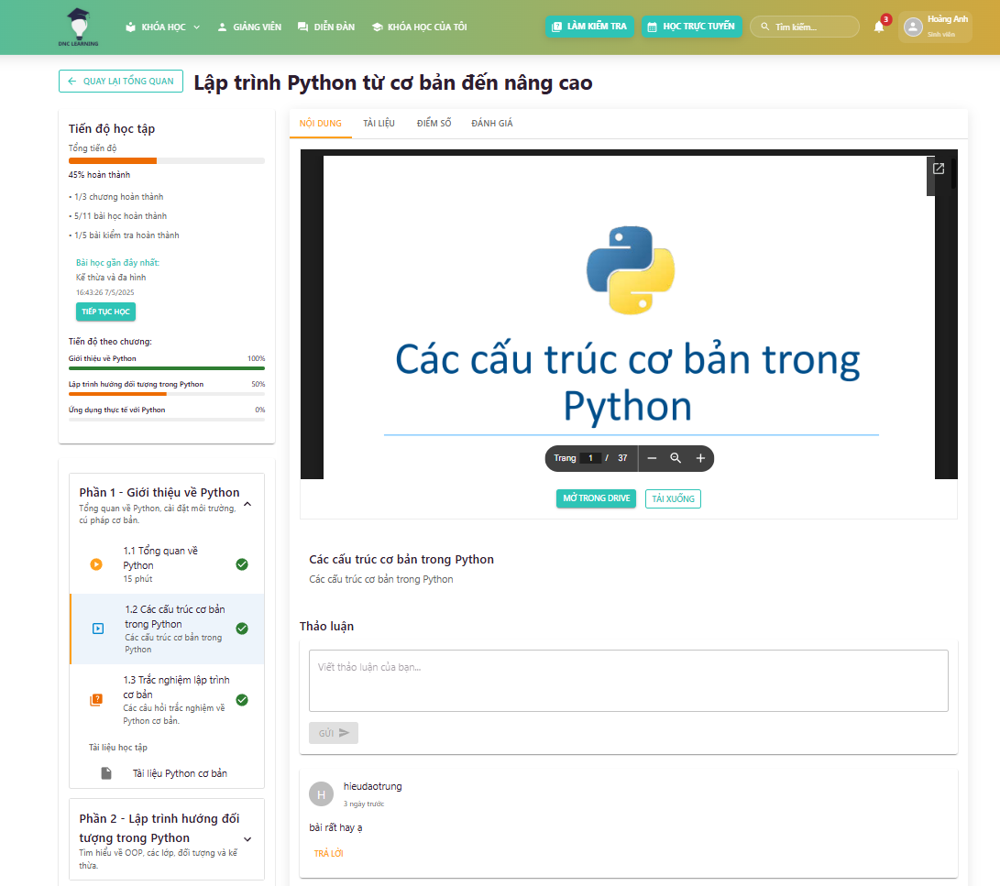 DNC LEARNING
KHÓA HỌC
GIẢNG VIÊN
DIỄN ĐÀN
KHÓA HỌC CỦA TÔI
LÀM KIỂM TRA
HỌC TRỰC TUYẾN
Tìm kiếm...
3
Hoàng Anh
Sinh viên
QUAY LẠI TỔNG QUAN
Lập trình Python từ cơ bản đến nâng cao
Tiến độ học tập
Tổng tiến độ
45% hoàn thành
• 1/3 chương hoàn thành
• 5/11 bài học hoàn thành
• 1/5 bài kiểm tra hoàn thành
Bài học gần đây nhất:
Kế thừa và đa hình
16:43:26 7/5/2025
TIẾP TỤC HỌC
Tiến độ theo chương:
Giới thiệu về Python 100%
Lập trình hướng đối tượng trong Python 50%
Ứng dụng thực tế với Python 0%
Phần 1 - Giới thiệu về Python
Tổng quan về Python, cài đặt môi trường,
cú pháp cơ bản.
1.1 Tổng quan về
Python
15 phút
1.2 Các cấu trúc cơ bản
trong Python
Các cấu trúc cơ bản trong
Python
1.3 Trắc nghiệm lập trình
cơ bản
Các câu hỏi trắc nghiệm về
Python cơ bản.
Tài liệu học tập
Tài liệu Python cơ bản
Phần 2 - Lập trình hướng đối
tượng trong Python
Tìm hiểu về OOP, các lớp, đối tượng và kế
thừa.
NỘI DUNG
TÀI LIỆU
ĐIỂM SỐ
ĐÁNH GIÁ
Các cấu trúc cơ bản trong
Python
Trang 1 / 37
MỞ TRONG DRIVE
TẢI XUỐNG
Các cấu trúc cơ bản trong Python
Các cấu trúc cơ bản trong Python
Thảo luận
Viết thảo luận của bạn...
GỬI
H
hieudaotrung
3 ngày trước
bài rất hay ạ
TRẢ LỜI